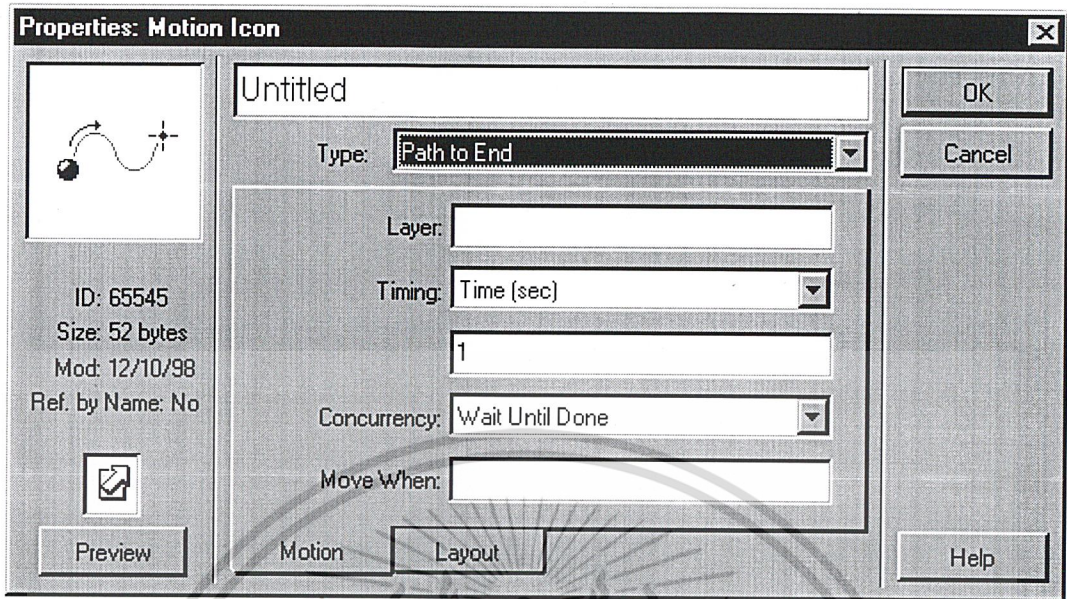 Properties: Motion Icon
Untitled
OK
Type: Path to End
Cancel
Layer:
Timing: Time (sec)
1
Concurrency: Wait Until Done
Move When:
ID: 65545
Size: 52 bytes
Mod: 12/10/98
Ref. by Name: No
Preview
Motion
Layout
Help